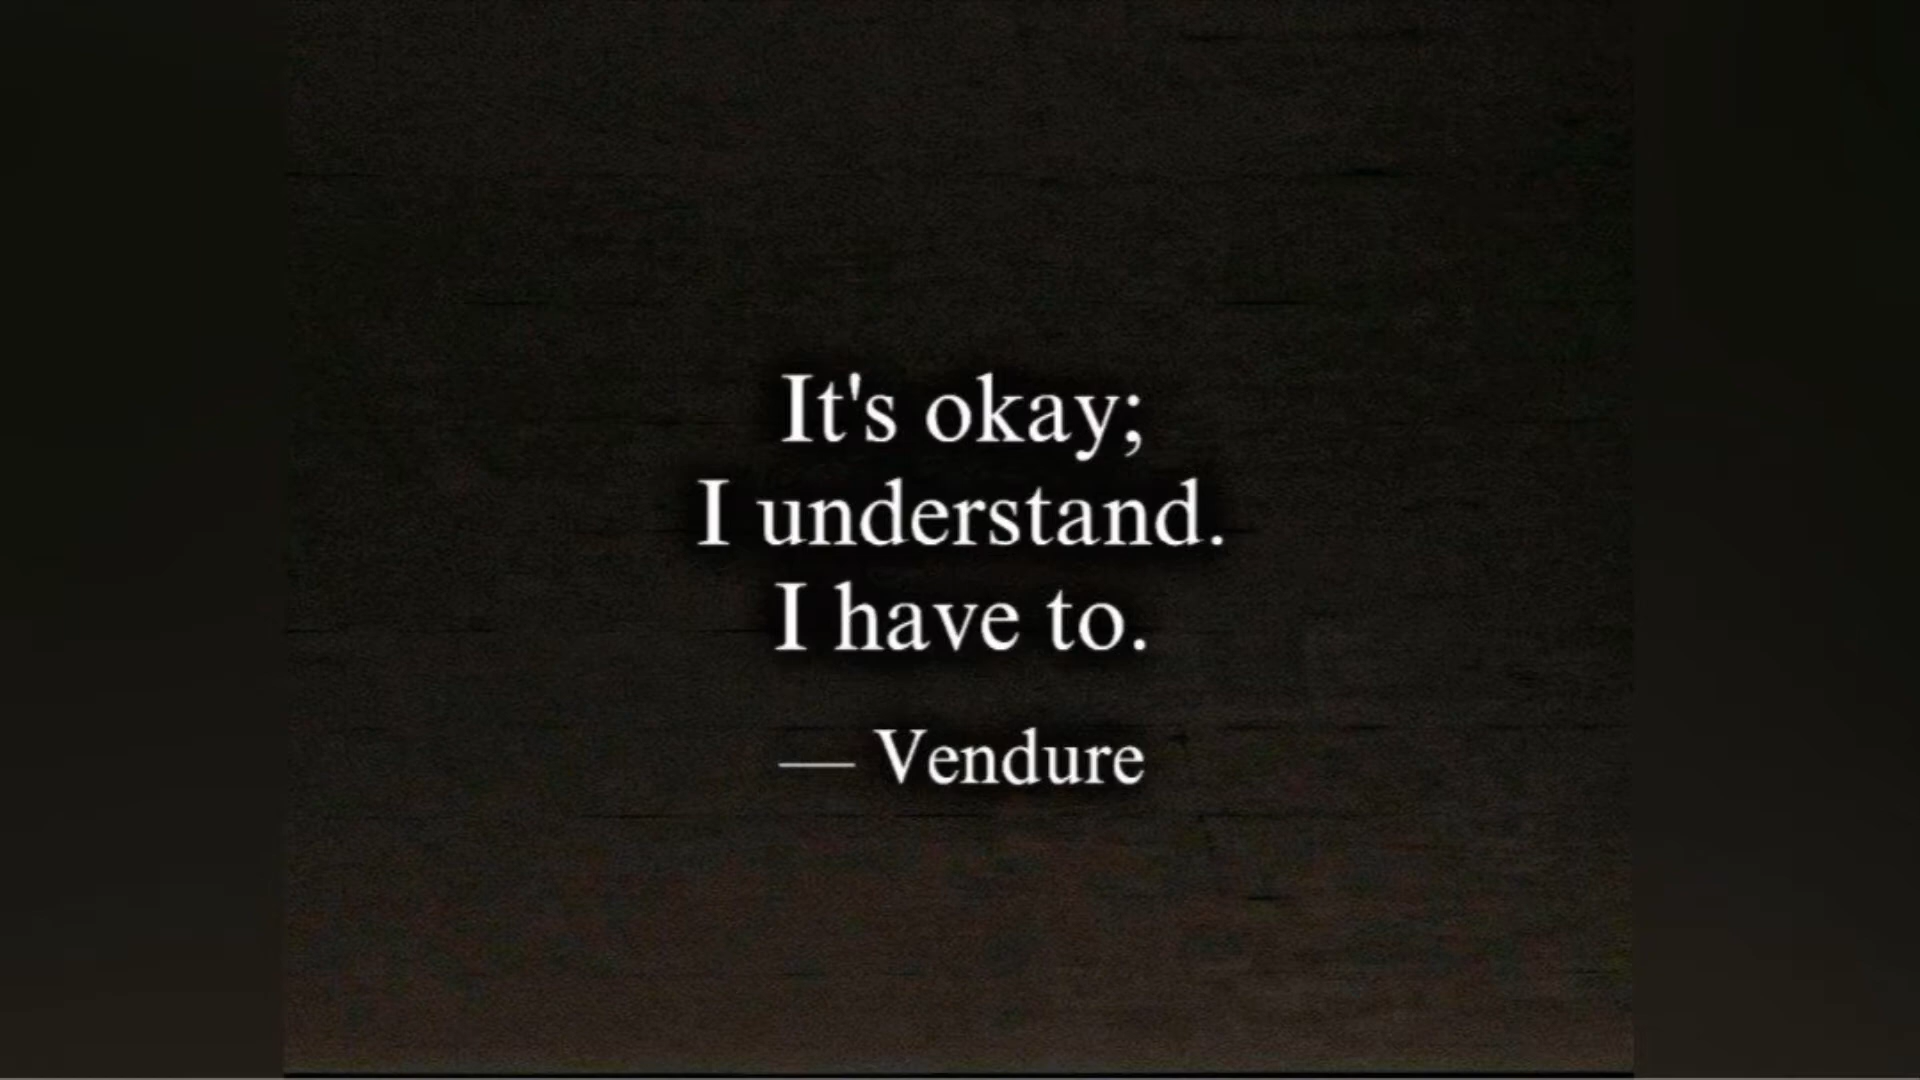 It's okay;
I understand.
I have to.
— Vendure